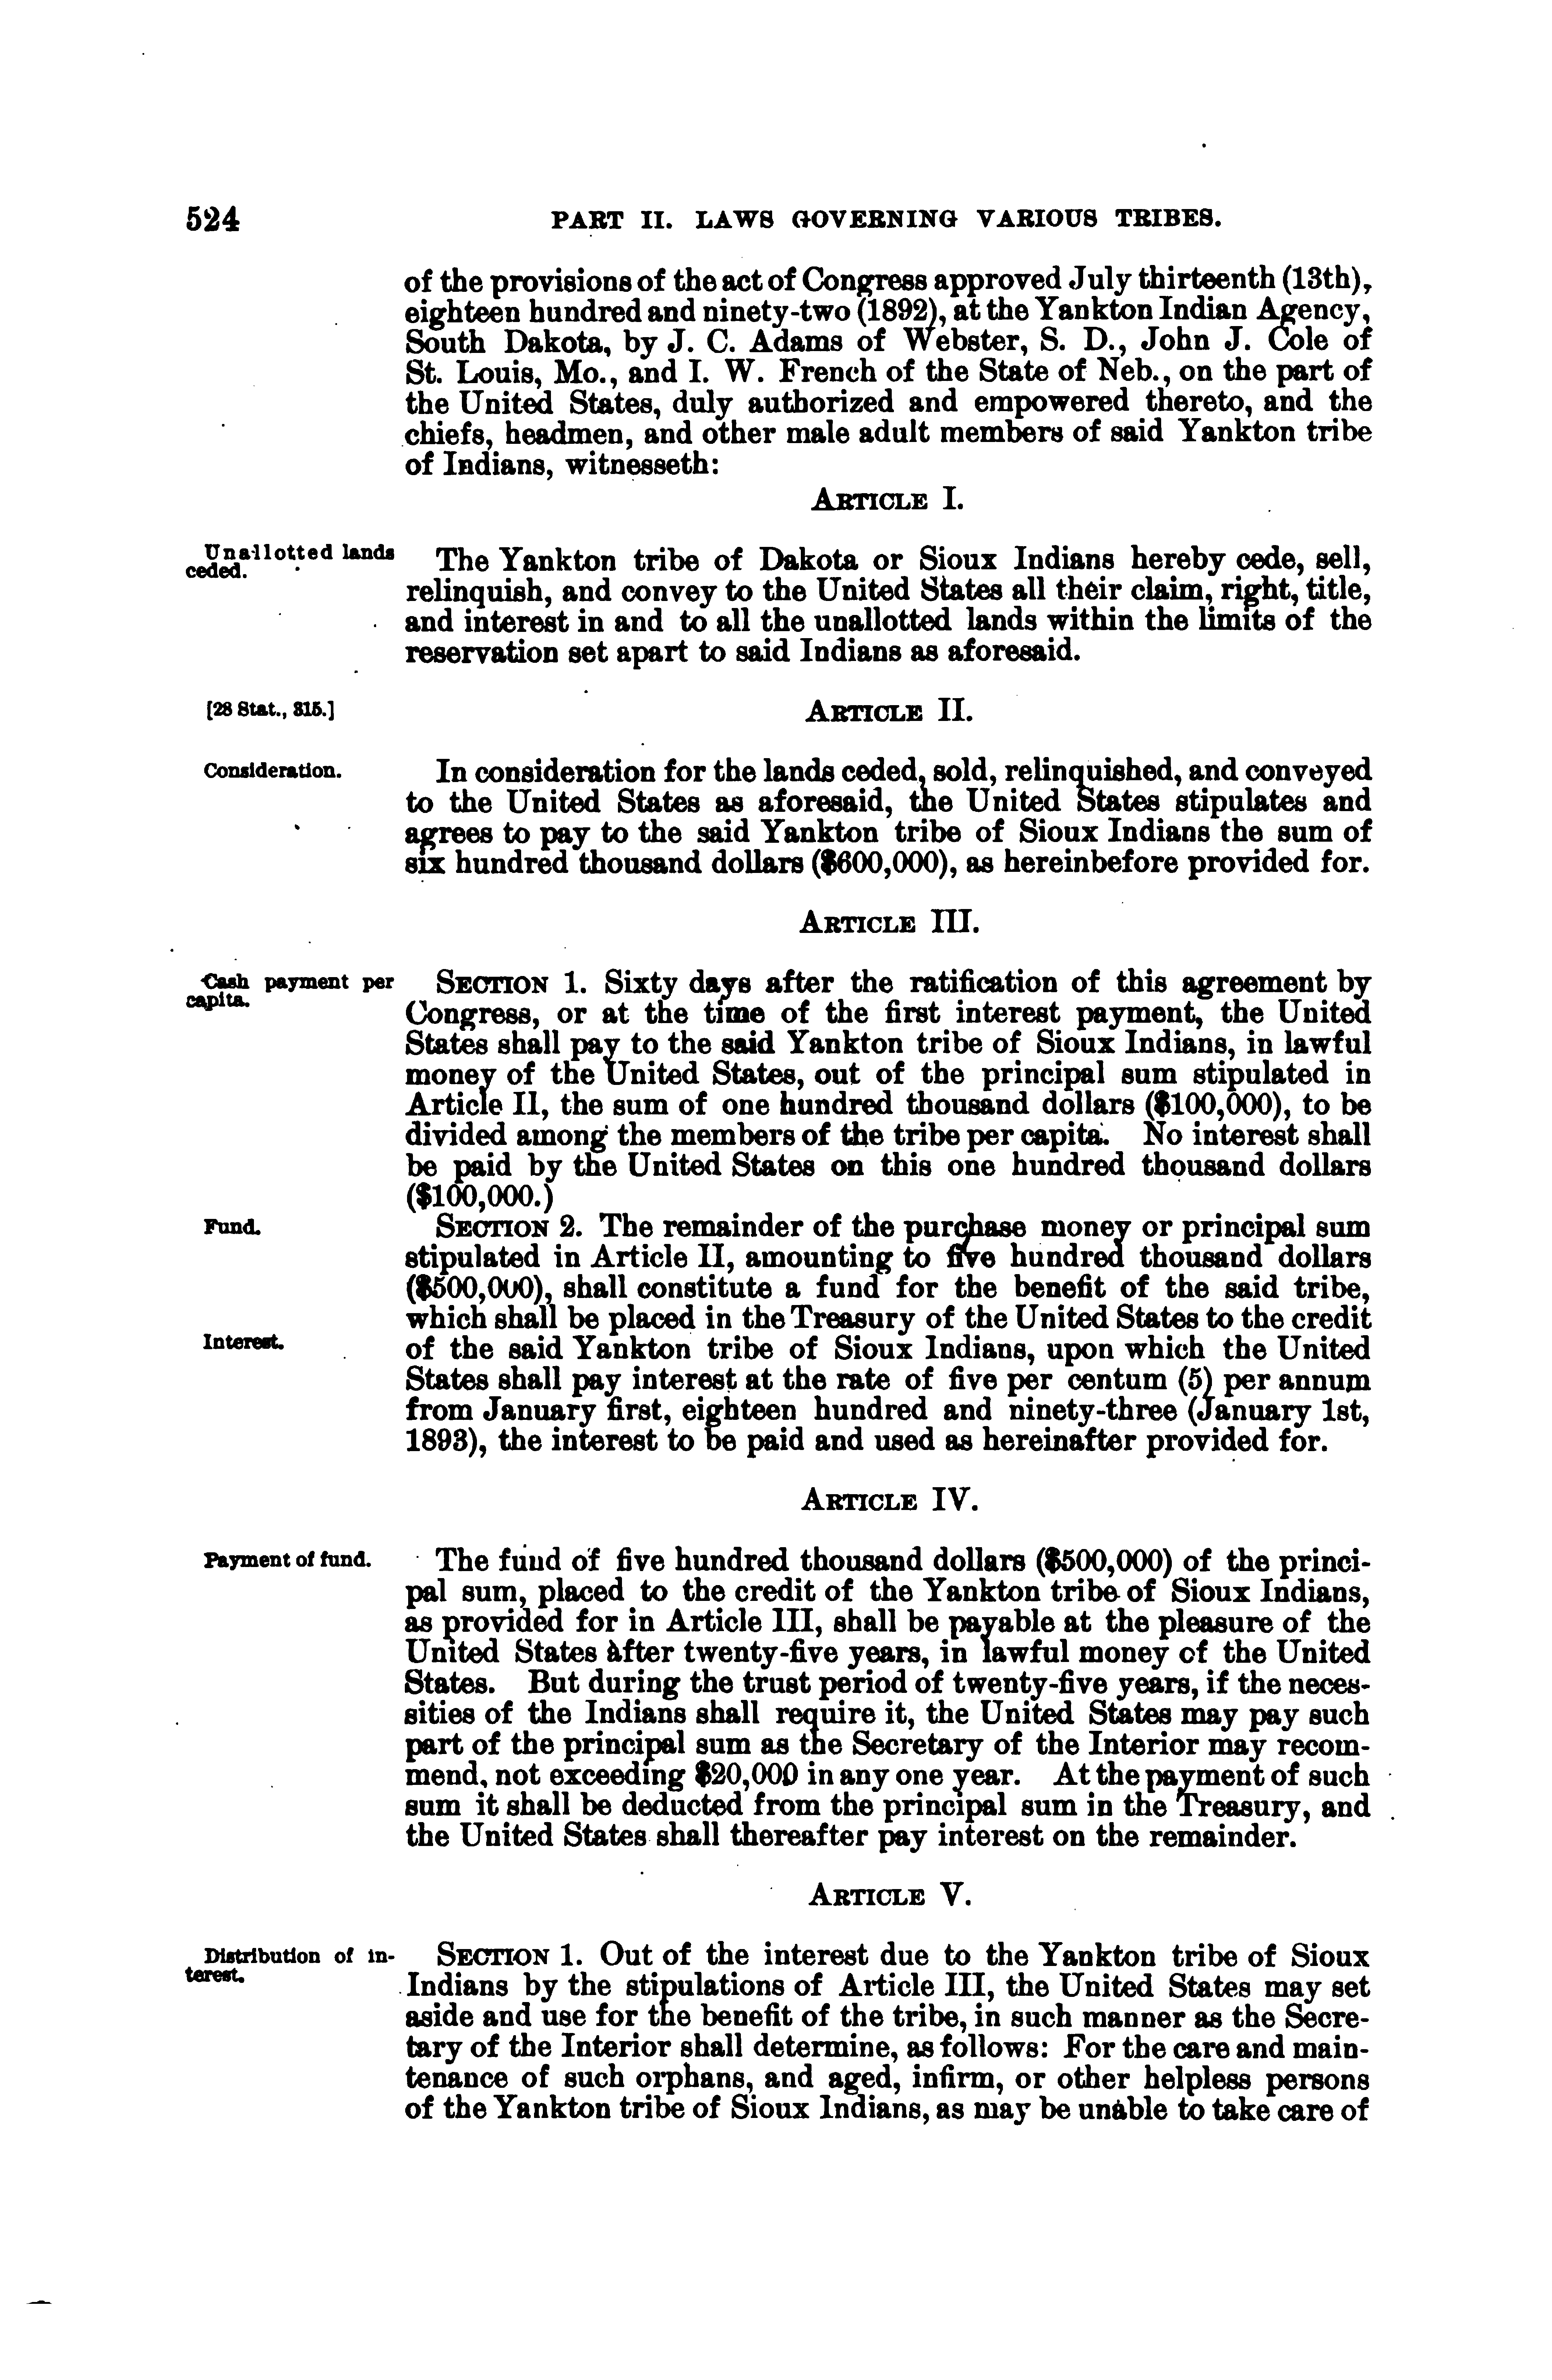 524
PART II. LAWS GOVERNING VARIOUS TRIBES.
of the provisions of the act of Congress approved July thirteenth (13th),
eighteen hundred and ninety-two (1892), at the Yankton Indian Agency,
South Dakota, by J. C. Adams of Webster, S. D., John J. Cole of
St. Louis, Mo., and I. W. French of the State of Neb., on the part of
the United States, duly authorized and empowered thereto, and the
chiefs, headmen, and other male adult members of said Yankton tribe
of Indians, witnesseth:
ARTICLE I.
Unallotted lands
ceded.
The Yankton tribe of Dakota or Sioux Indians hereby cede, sell,
relinquish, and convey to the United States all their claim, right, title,
and interest in and to all the unallotted lands within the limits of the
reservation set apart to said Indians as aforesaid.
[28 Stat., 315.]
ARTICLE II.
Consideration.
In consideration for the lands ceded, sold, relinquished, and conveyed
to the United States as aforesaid, the United States stipulates and
agrees to pay to the said Yankton tribe of Sioux Indians the sum of
six hundred thousand dollars ($600,000), as hereinbefore provided for.
ARTICLE III.
Cash payment per
capita.
SECTION 1. Sixty days after the ratification of this agreement by
Congress, or at the time of the first interest payment, the United
States shall pay to the said Yankton tribe of Sioux Indians, in lawful
money of the United States, out of the principal sum stipulated in
Article II, the sum of one hundred thousand dollars ($100,000), to be
divided among the members of the tribe per capita. No interest shall
be paid by the United States on this one hundred thousand dollars
($100,000.)
Fund.
SECTION 2. The remainder of the purchase money or principal sum
stipulated in Article II, amounting to five hundred thousand dollars
($500,000), shall constitute a fund for the benefit of the said tribe,
which shall be placed in the Treasury of the United States to the credit
Interest.
of the said Yankton tribe of Sioux Indians, upon which the United
States shall pay interest at the rate of five per centum (5) per annum
from January first, eighteen hundred and ninety-three (January 1st,
1893), the interest to be paid and used as hereinafter provided for.
ARTICLE IV.
Payment of fund.
The fund of five hundred thousand dollars ($500,000) of the princi-
pal sum, placed to the credit of the Yankton tribe of Sioux Indians,
as provided for in Article III, shall be payable at the pleasure of the
United States after twenty-five years, in lawful money of the United
States. But during the trust period of twenty-five years, if the neces-
sities of the Indians shall require it, the United States may pay such
part of the principal sum as the Secretary of the Interior may recom-
mend, not exceeding $20,000 in any one year. At the payment of such
sum it shall be deducted from the principal sum in the Treasury, and
the United States shall thereafter pay interest on the remainder.
ARTICLE V.
Distribution of in-
terest.
SECTION 1. Out of the interest due to the Yankton tribe of Sioux
Indians by the stipulations of Article III, the United States may set
aside and use for the benefit of the tribe, in such manner as the Secre-
tary of the Interior shall determine, as follows: For the care and main-
tenance of such orphans, and aged, infirm, or other helpless persons
of the Yankton tribe of Sioux Indians, as may be unable to take care of